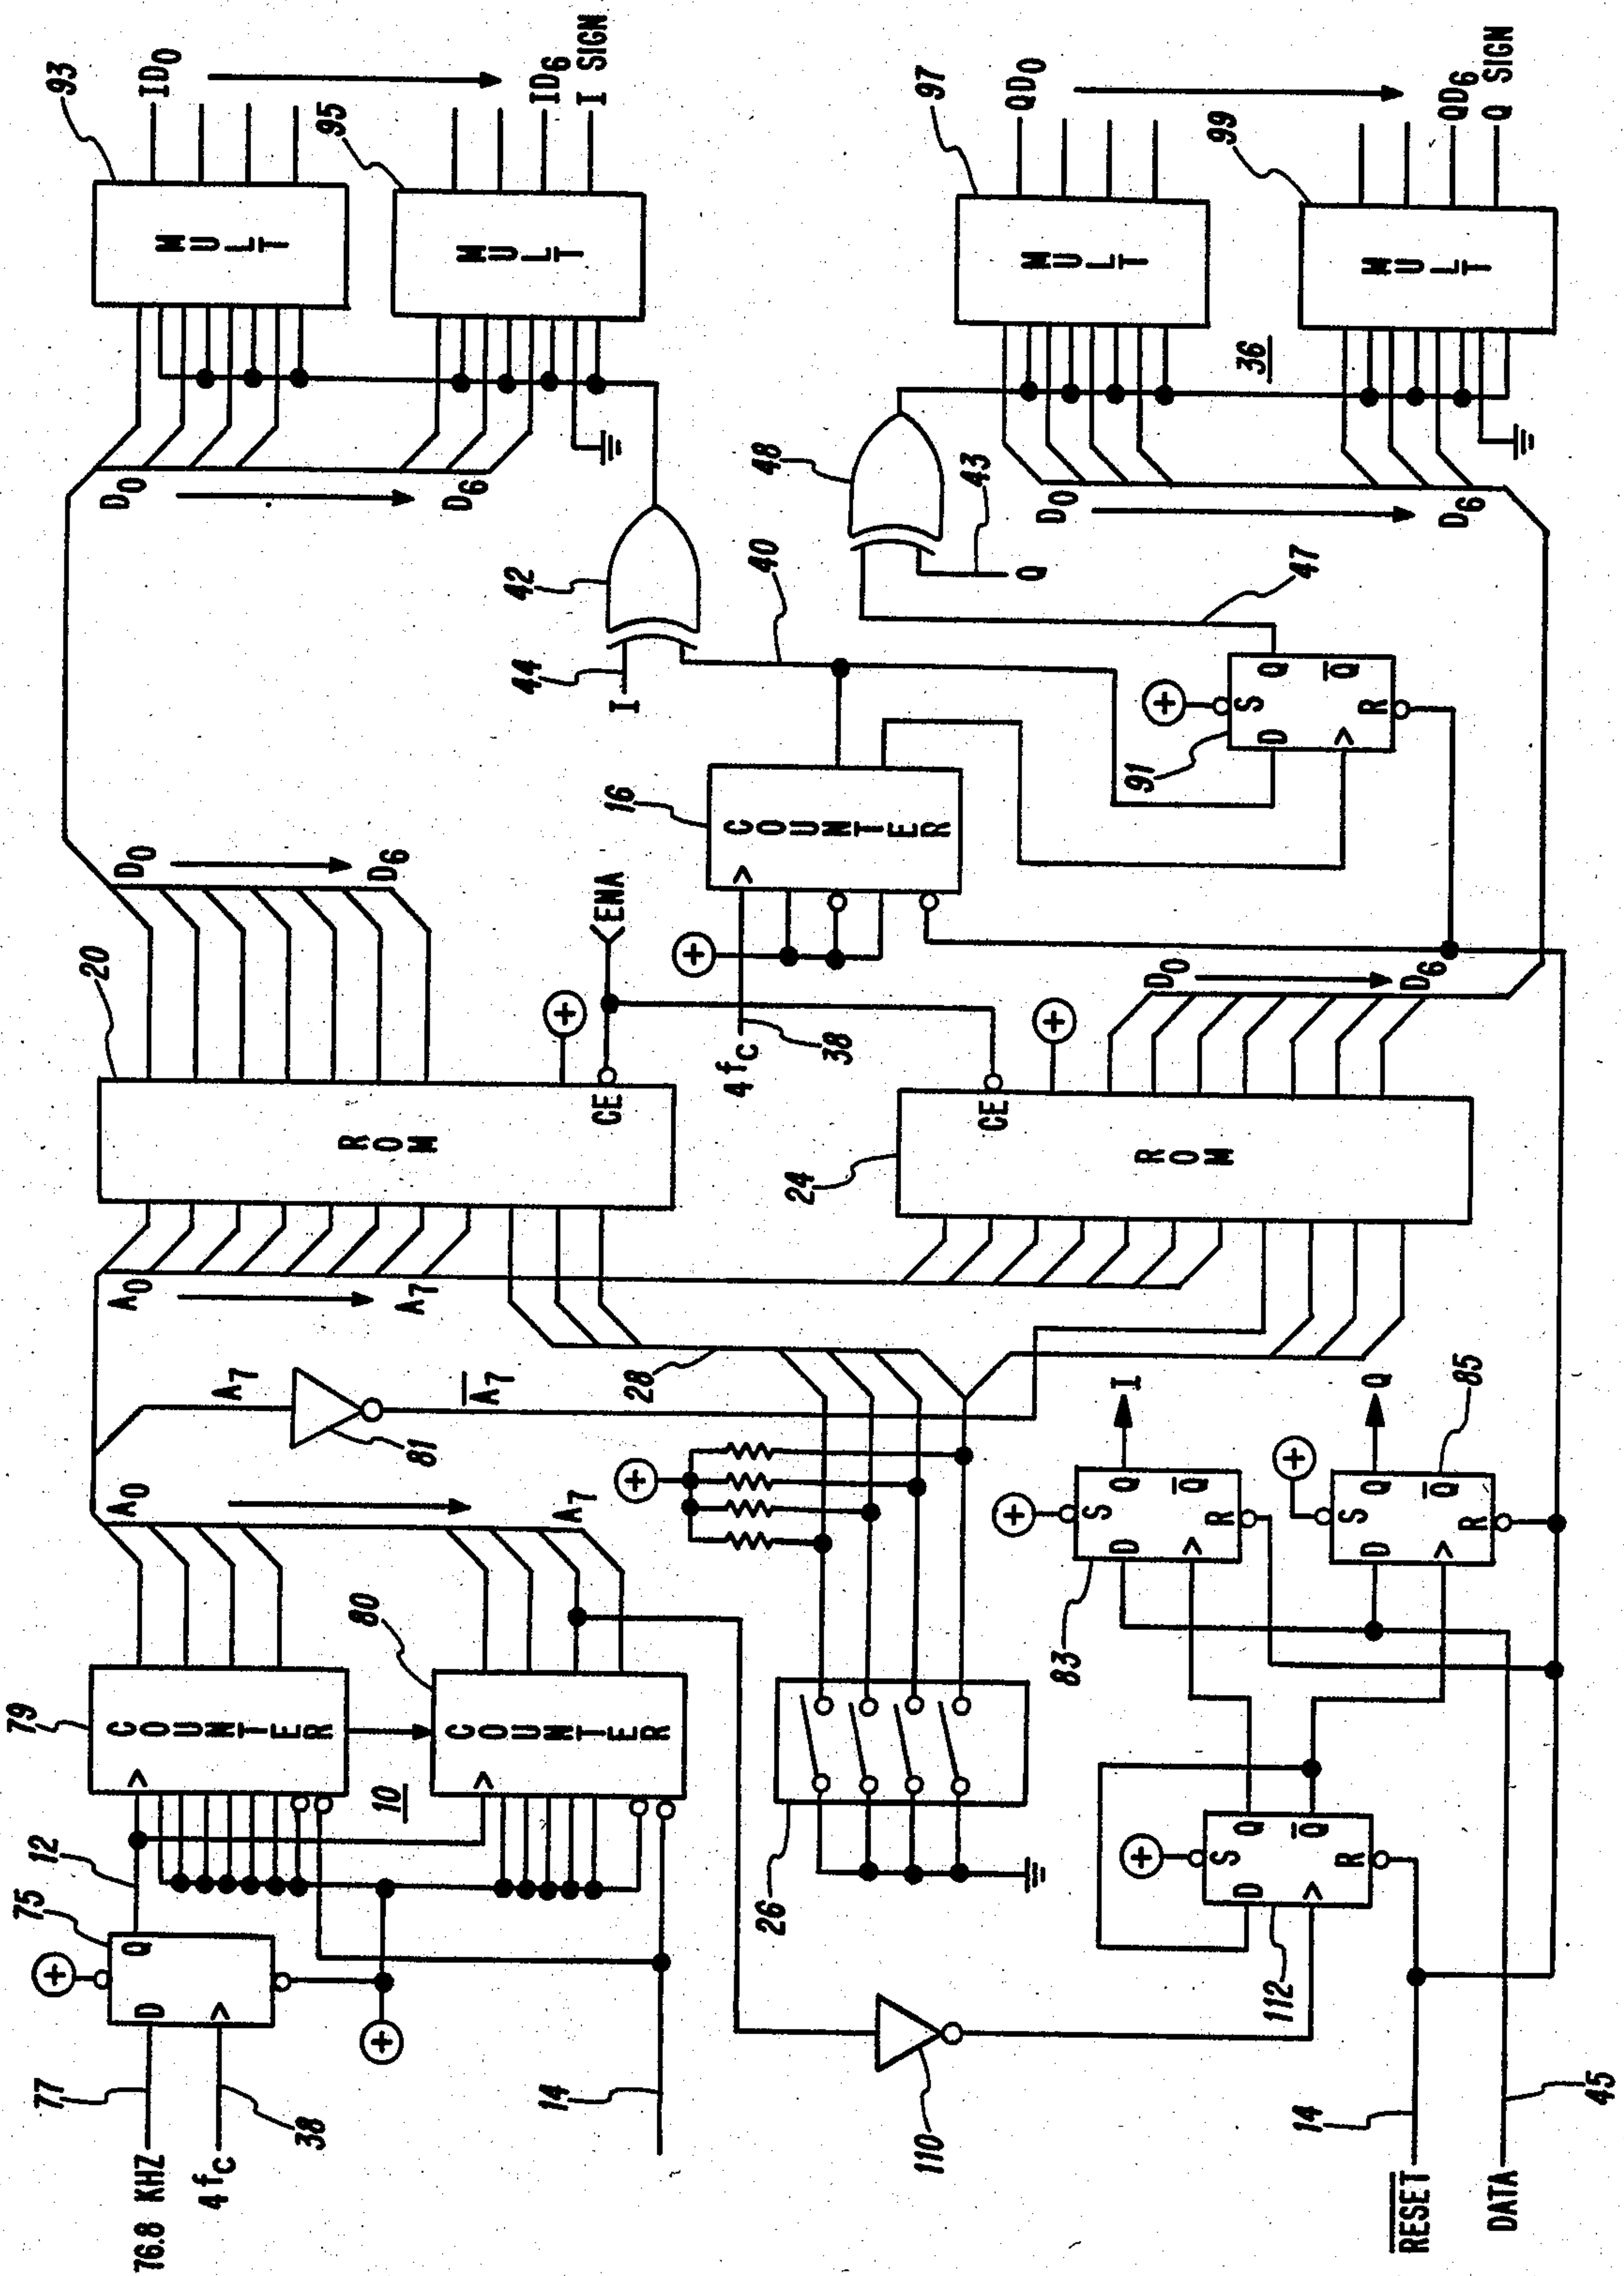 76.8 KHZ
77
4fC
38
75
D
Q
12
79
COUNTER
10
80
COUNTER
14
A0
A7
A7
A̅7̅
81
A0
A7
20
ROM
CE
D0
D6
ENA
24
ROM
CE
D0
D6
28
26
4fC
38
16
COUNTER
40
44
I
42
48
43
Q
47
91
S
D
Q
Q̅
R
D0
D6
93
MULT
ID0
95
MULT
ID6
I SIGN
D0
D6
36
97
MULT
QD0
99
MULT
QD6
Q SIGN
110
112
S
D
Q
Q̅
R
83
S
D
Q
Q̅
R
I
85
S
D
Q
Q̅
R
Q
R̅E̅S̅E̅T̅
14
DATA
45